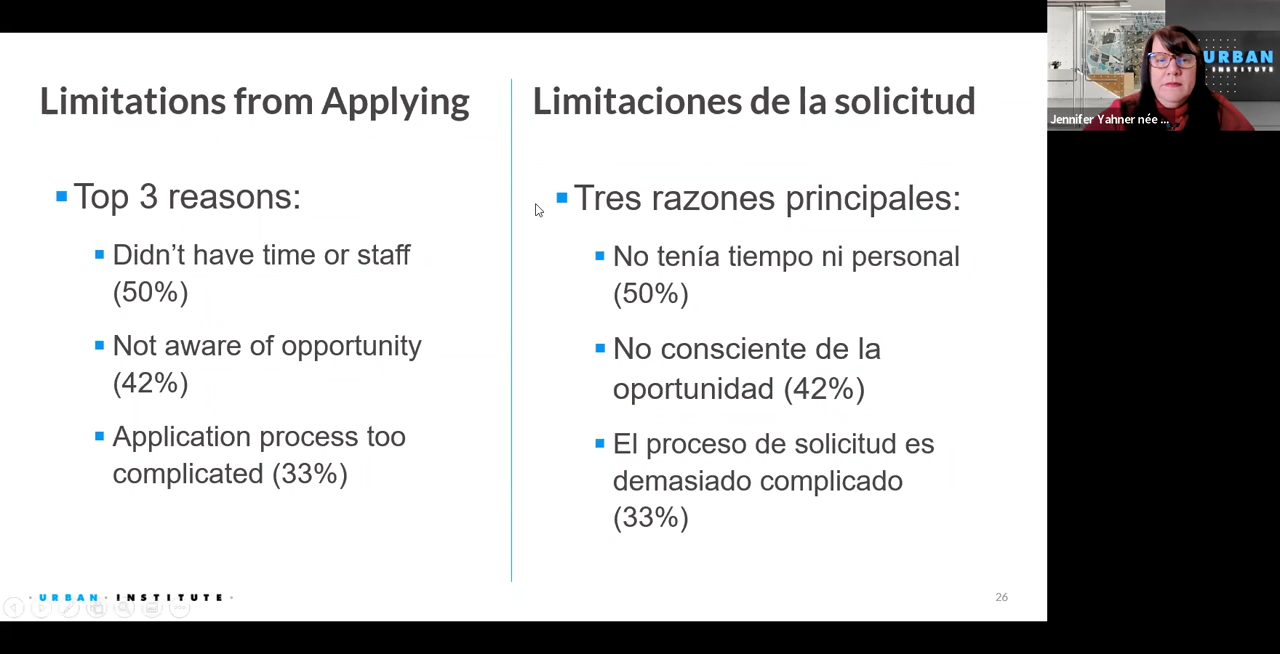 Limitations from Applying
Top 3 reasons:
Didn’t have time or staff
(50%)
Not aware of opportunity
(42%)
Application process too
complicated (33%)
Limitaciones de la solicitud
Tres razones principales:
No tenía tiempo ni personal
(50%)
No consciente de la
oportunidad (42%)
El proceso de solicitud es
demasiado complicado
(33%)
URBAN INSTITUTE
26
URBAN
INSTITUTE
Jennifer Yahner née ...